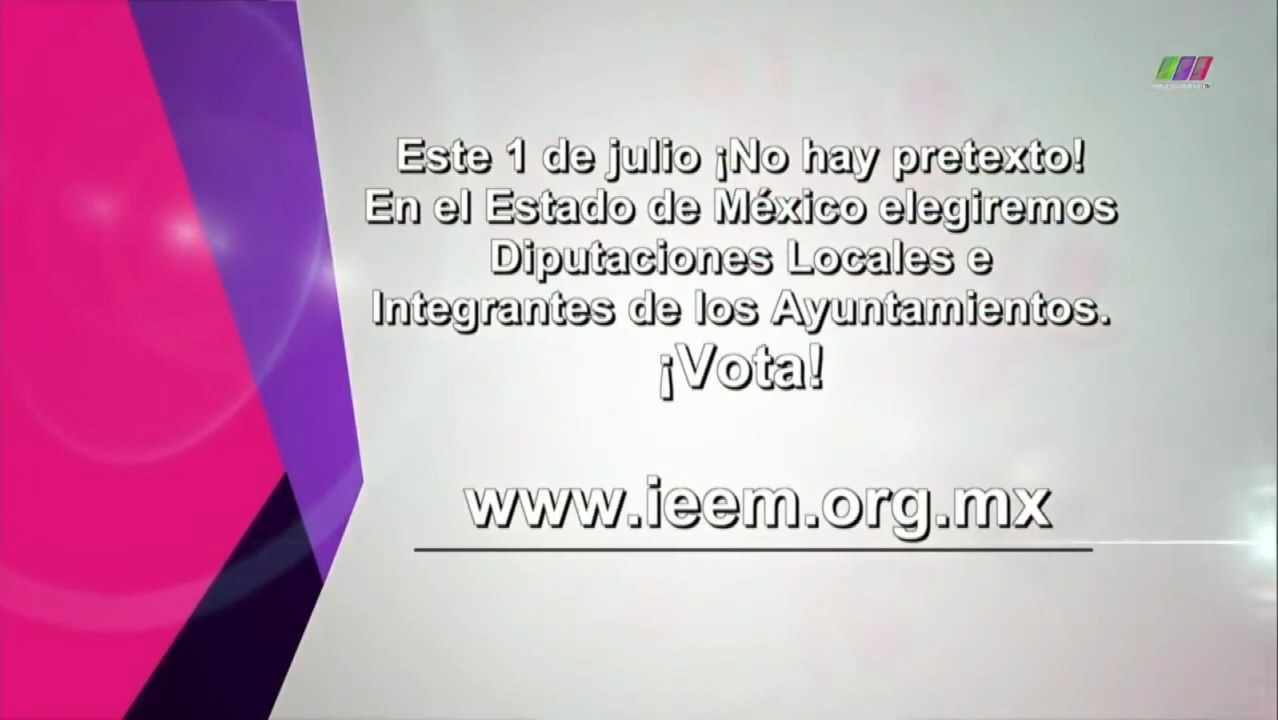 Este 1 de julio ¡No hay pretexto!
En el Estado de México elegiremos
Diputaciones Locales e
Integrantes de los Ayuntamientos.
¡Vota!
www.ieem.org.mx